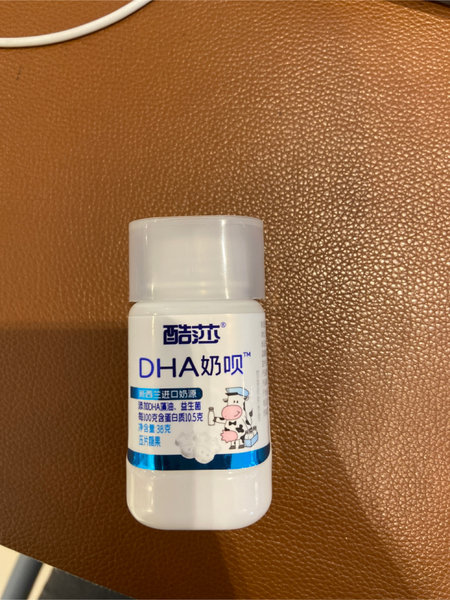 酷莎®
DHA奶呗™
新西兰进口奶源
添加DHA藻油、益生菌
每100克含蛋白质10.5克
净含量38克
压片糖果